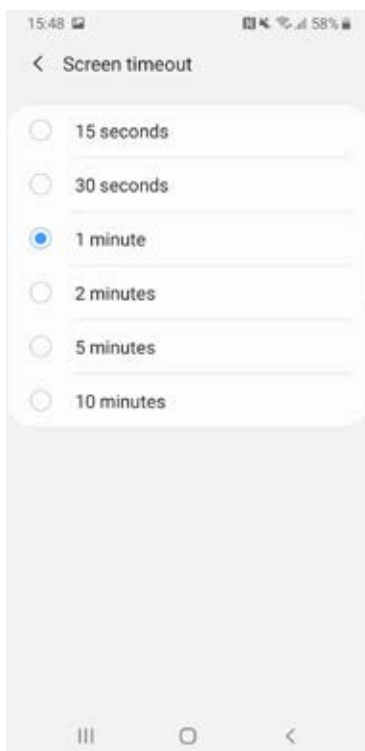 15:48 58%
Screen timeout
15 seconds
30 seconds
1 minute
2 minutes
5 minutes
10 minutes